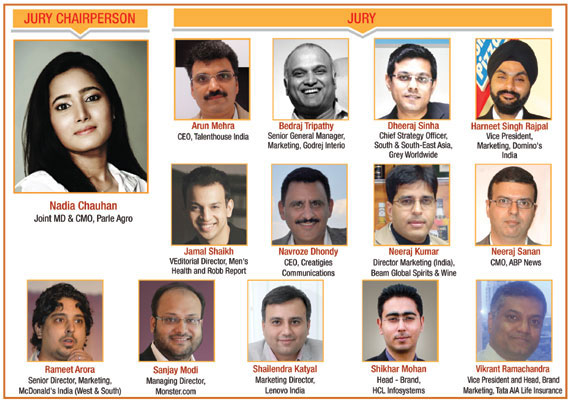 JURY CHAIRPERSON
JURY
Nadia Chauhan
Joint MD & CMO, Parle Agro
Arun Mehra
CEO, Talenthouse India
Bedraj Tripathy
Senior General Manager,
Marketing, Godrej Interio
Dheeraj Sinha
Chief Strategy Officer,
South & South-East Asia,
Grey Worldwide
Harneet Singh Rajpal
Vice President,
Marketing, Domino's
India
Jamal Shaikh
VEditorial Director, Men's
Health and Robb Report
Navroze Dhondy
CEO, Creatigies
Communications
Neeraj Kumar
Director Marketing (India),
Beam Global Spirits & Wine
Neeraj Sanan
CMO, ABP News
Rameet Arora
Senior Director, Marketing,
McDonald's India (West & South)
Sanjay Modi
Managing Director,
Monster.com
Shailendra Katyal
Marketing Director,
Lenovo India
Shikhar Mohan
Head - Brand,
HCL Infosystems
Vikrant Ramachandra
Vice President and Head, Brand
Marketing, Tata AIA Life Insurance